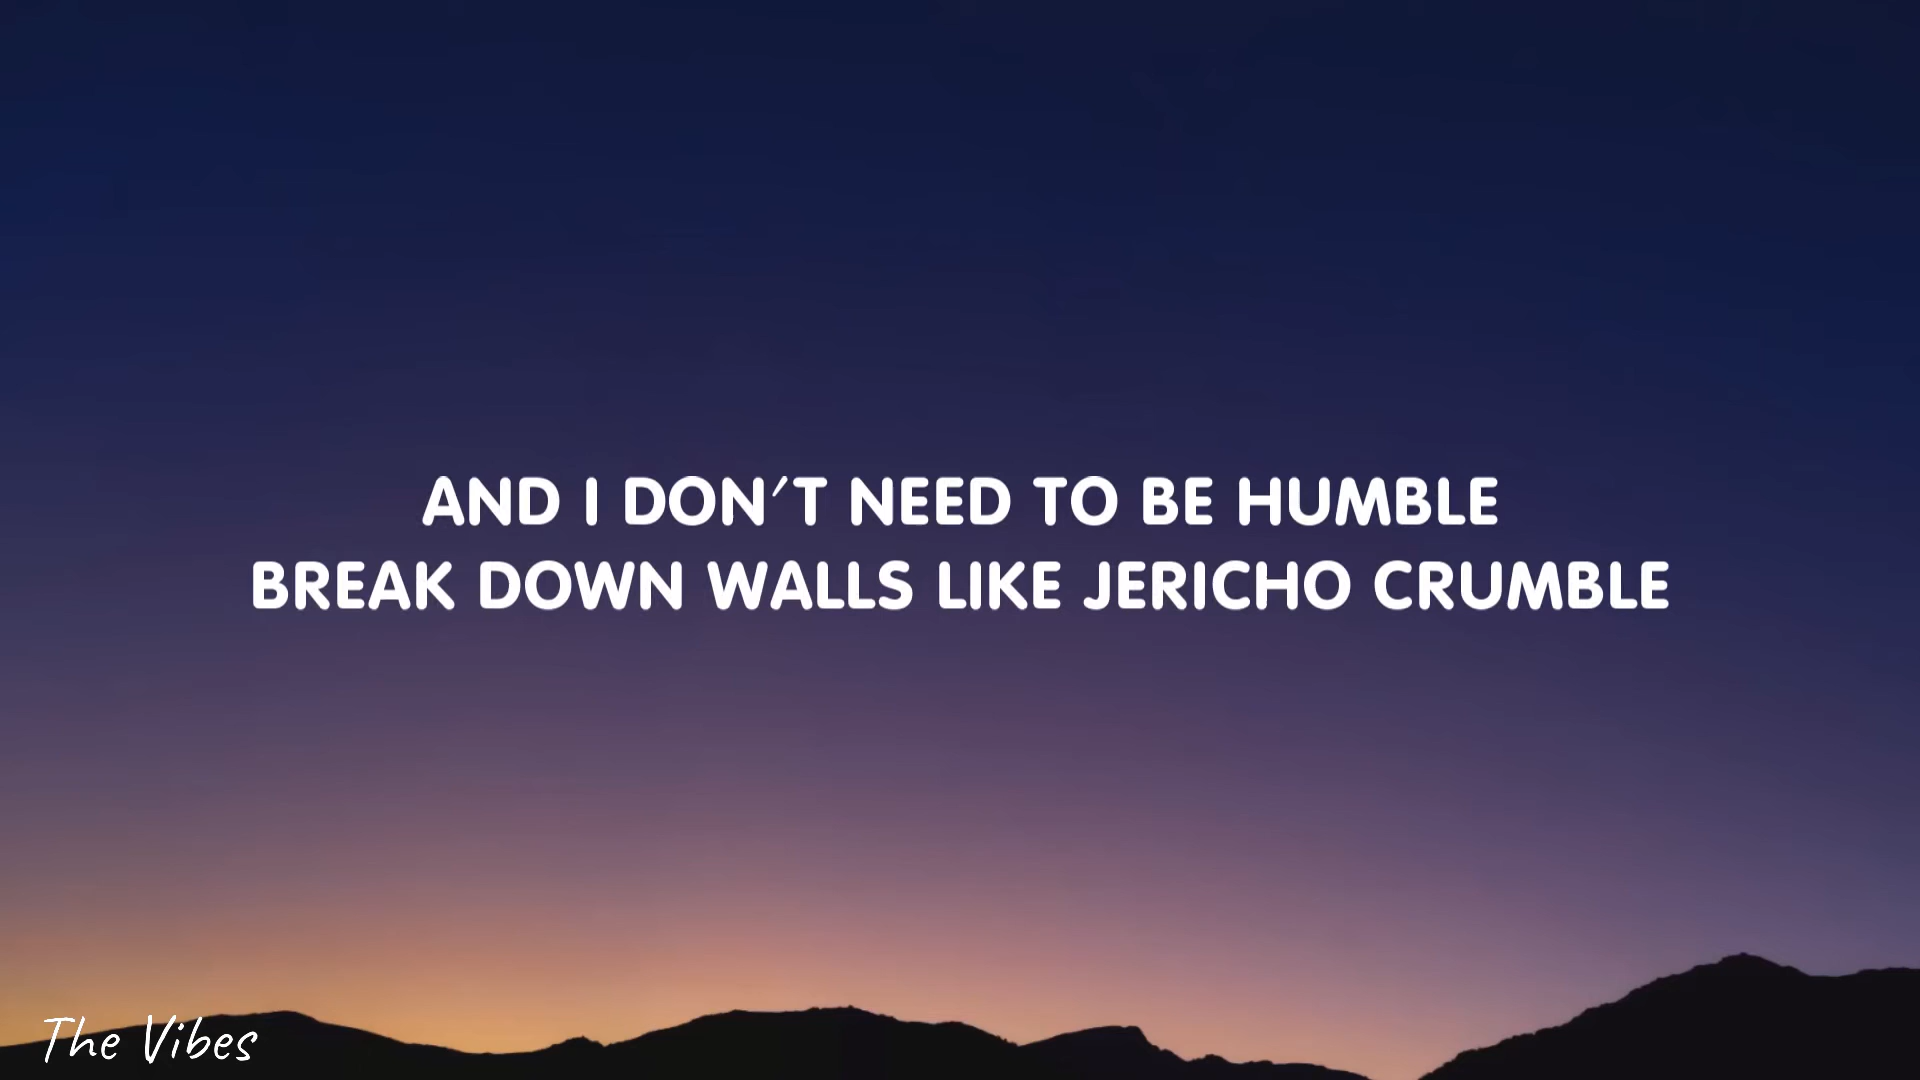 AND I DON'T NEED TO BE HUMBLE
BREAK DOWN WALLS LIKE JERICHO CRUMBLE
The Vibes